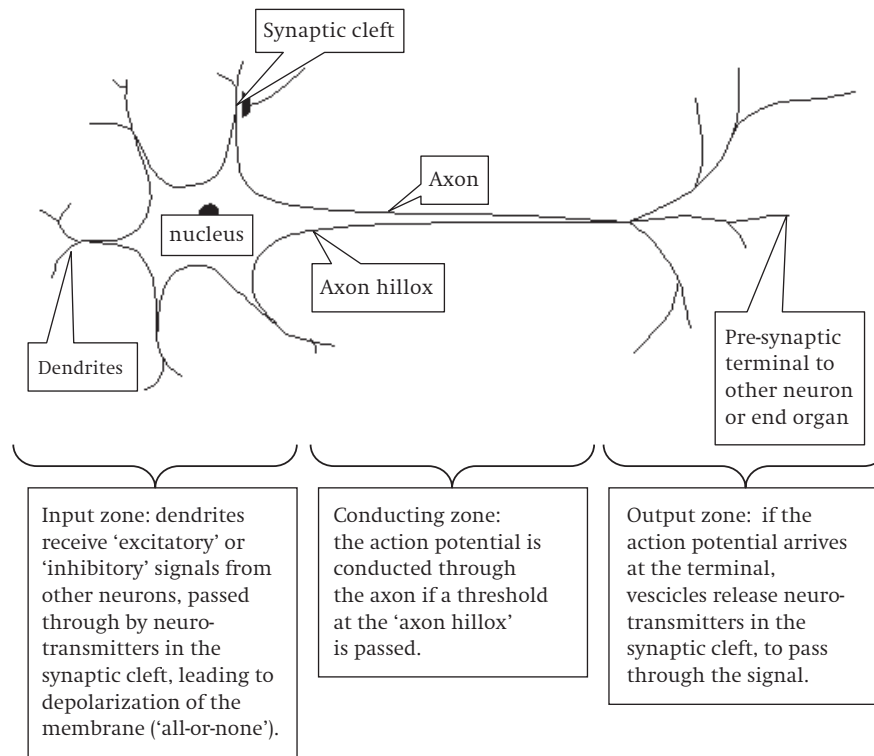 Synaptic cleft
Axon
nucleus
Axon hillox
Dendrites
Pre-synaptic
terminal to
other neuron
or end organ
Input zone: dendrites
receive ‘excitatory’ or
‘inhibitory’ signals from
other neurons, passed
through by neuro-
transmitters in the
synaptic cleft, leading to
depolarization of the
membrane (‘all-or-none’).
Conducting zone:
the action potential is
conducted through
the axon if a threshold
at the ‘axon hillox’
is passed.
Output zone: if the
action potential arrives
at the terminal,
vescicles release neuro-
transmitters in the
synaptic cleft, to pass
through the signal.